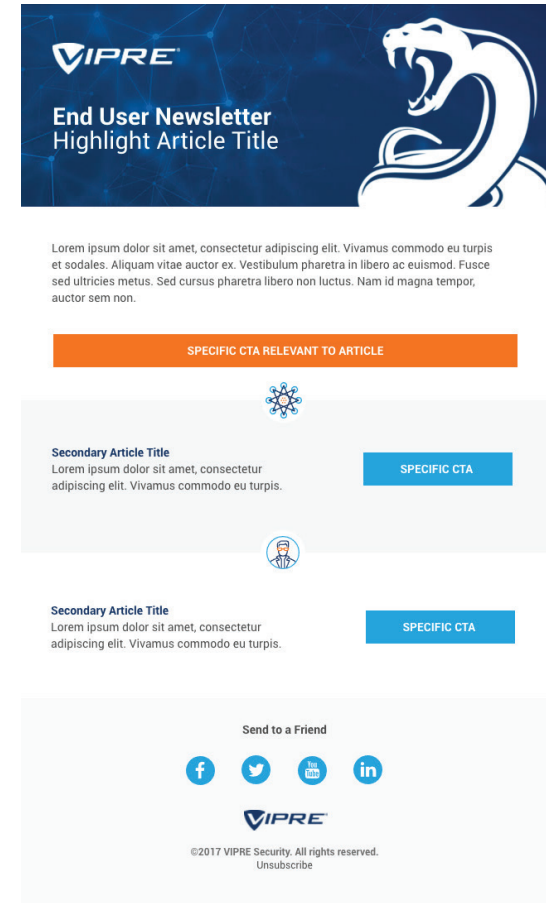 VIPRE
End User Newsletter
Highlight Article Title
Lorem ipsum dolor sit amet, consectetur adipiscing elit. Vivamus commodo eu turpis
et sodales. Aliquam vitae auctor ex. Vestibulum pharetra in libero ac euismod. Fusce
sed ultricies metus. Sed cursus pharetra libero non luctus. Nam id magna tempor,
auctor sem non.
SPECIFIC CTA RELEVANT TO ARTICLE
Secondary Article Title
Lorem ipsum dolor sit amet, consectetur
adipiscing elit. Vivamus commodo eu turpis.
SPECIFIC CTA
Secondary Article Title
Lorem ipsum dolor sit amet, consectetur
adipiscing elit. Vivamus commodo eu turpis.
SPECIFIC CTA
Send to a Friend
f
You
Tube
in
VIPRE
©2017 VIPRE Security. All rights reserved.
Unsubscribe